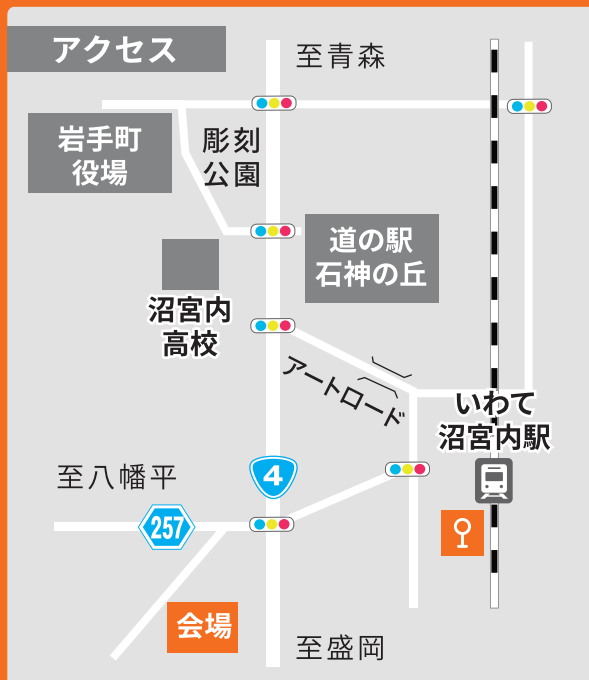 アクセス
至青森
岩手町
役場
彫刻
公園
道の駅
石神の丘
沼宮内
高校
アートロード
いわて
沼宮内駅
至八幡平
4
257
会場
至盛岡